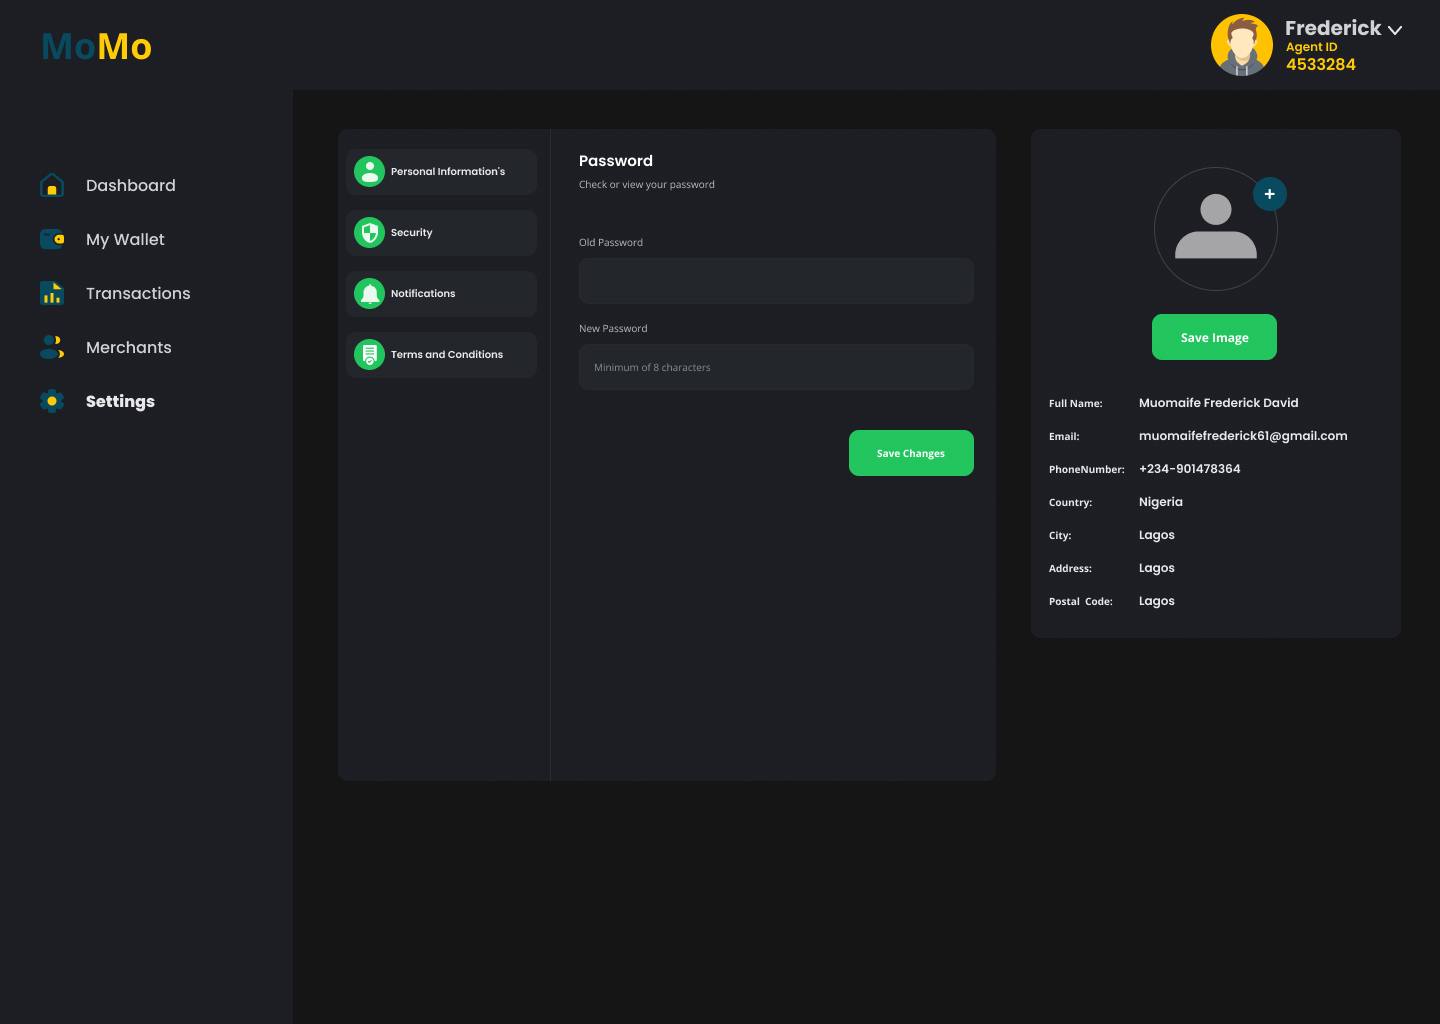 MoMo
Frederick
Agent ID
4533284
Dashboard
My Wallet
Transactions
Merchants
Settings
Personal Information's
Security
Notifications
Terms and Conditions
Password
Check or view your password
Old Password
New Password
Minimum of 8 characters
Save Changes
+
Save Image
Full Name: Muomaife Frederick David
Email: muomaifefrederick61@gmail.com
PhoneNumber: +234-901478364
Country: Nigeria
City: Lagos
Address: Lagos
Postal Code: Lagos